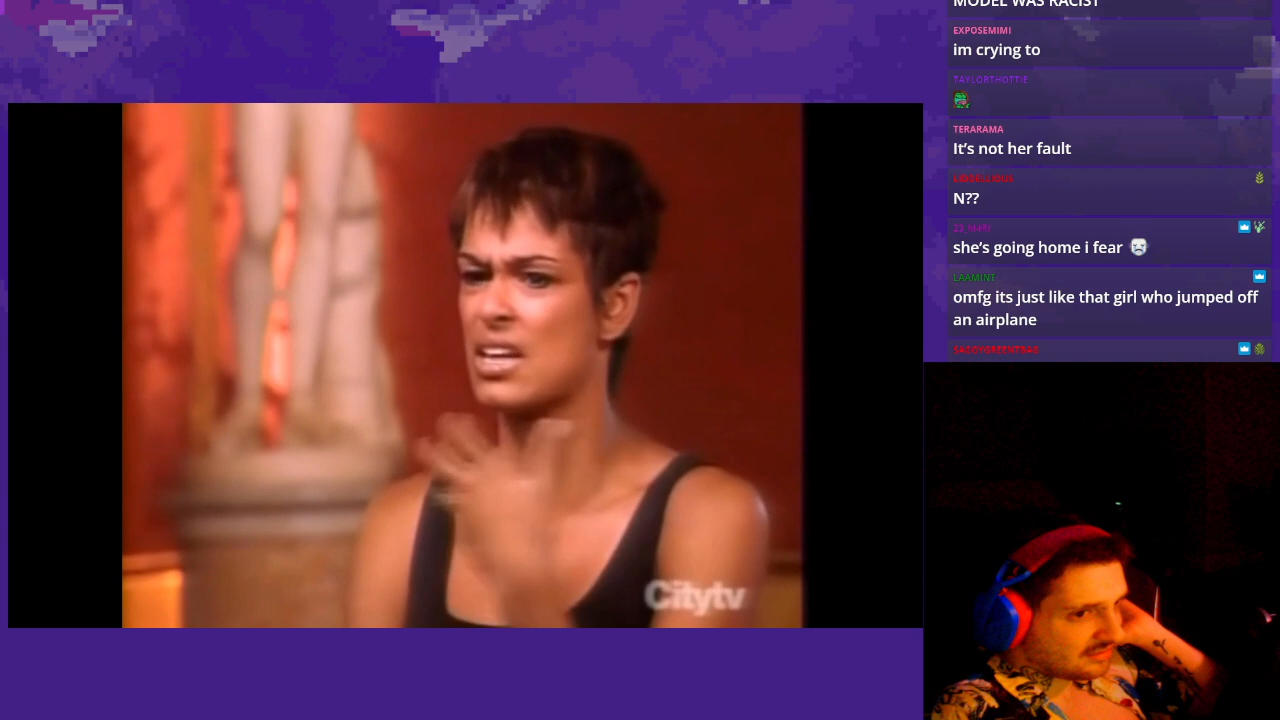 MODEL WAS RACIST
EXPOSEMIMI
im crying to
TAYLORTHOTTIE
TERARAMA
It's not her fault
N??
she's going home i fear
LAAMINT
omfg its just like that girl who jumped off
an airplane
Citytv